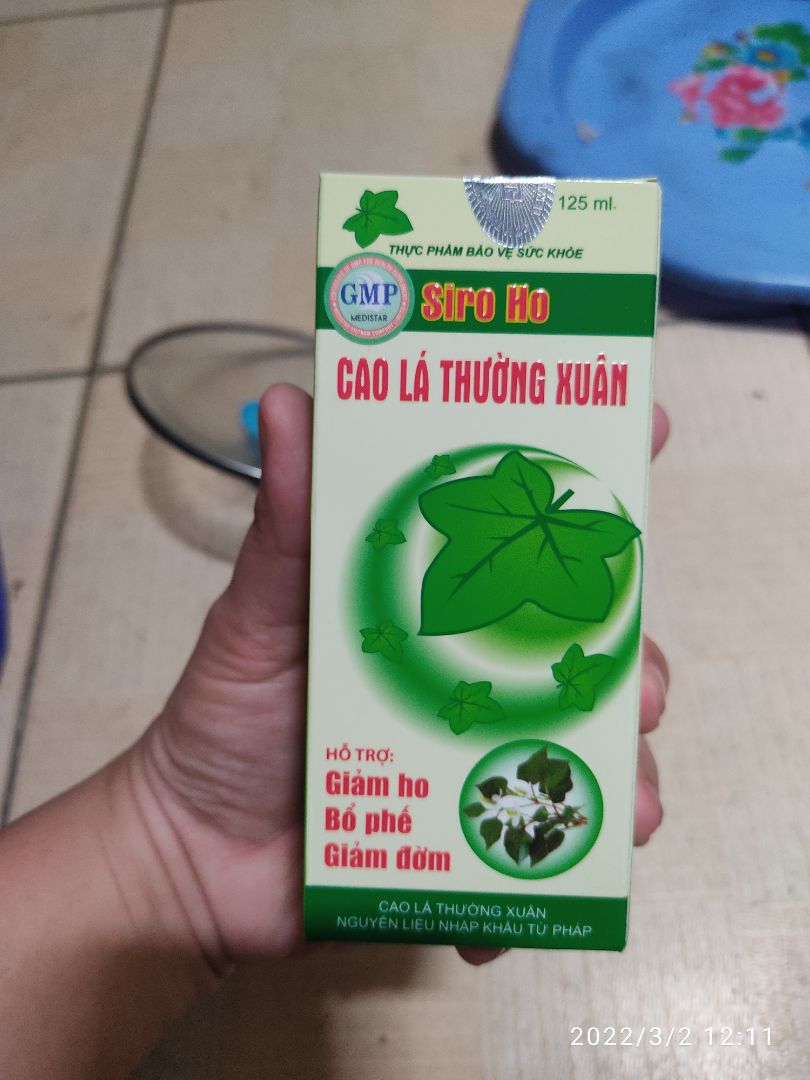 125 ml.
THỰC PHẨM BẢO VỆ SỨC KHỎE
GMP
MEDISTAR
Siro Ho
CAO LÁ THƯỜNG XUÂN
HỖ TRỢ:
Giảm ho
Bổ phế
Giảm đờm
CAO LÁ THƯỜNG XUÂN
NGUYÊN LIỆU NHẬP KHẨU TỪ PHÁP
2022/3/2 12:11